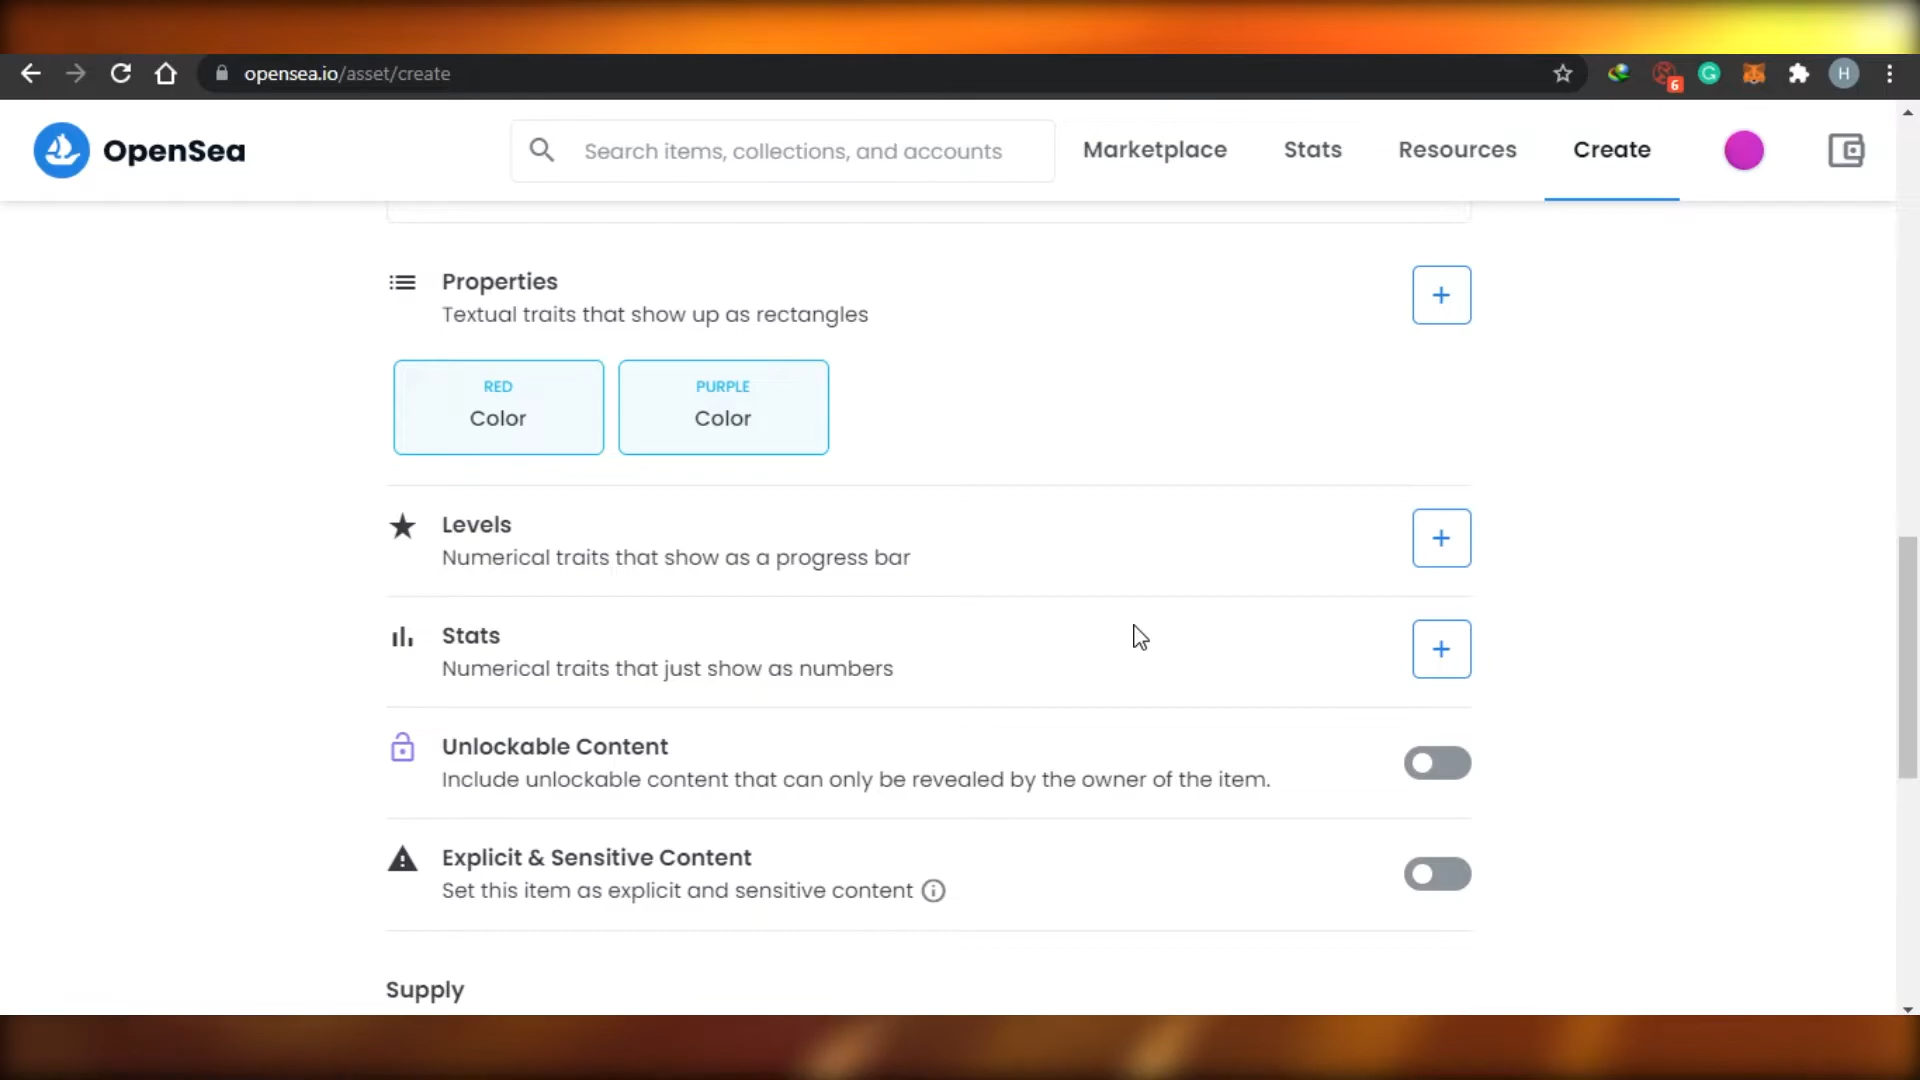 opensea.io/asset/create
6
G
H
OpenSea
Search items, collections, and accounts
Marketplace
Stats
Resources
Create
Properties
Textual traits that show up as rectangles
RED
Color
PURPLE
Color
Levels
Numerical traits that show as a progress bar
Stats
Numerical traits that just show as numbers
Unlockable Content
Include unlockable content that can only be revealed by the owner of the item.
Explicit & Sensitive Content
Set this item as explicit and sensitive content
Supply